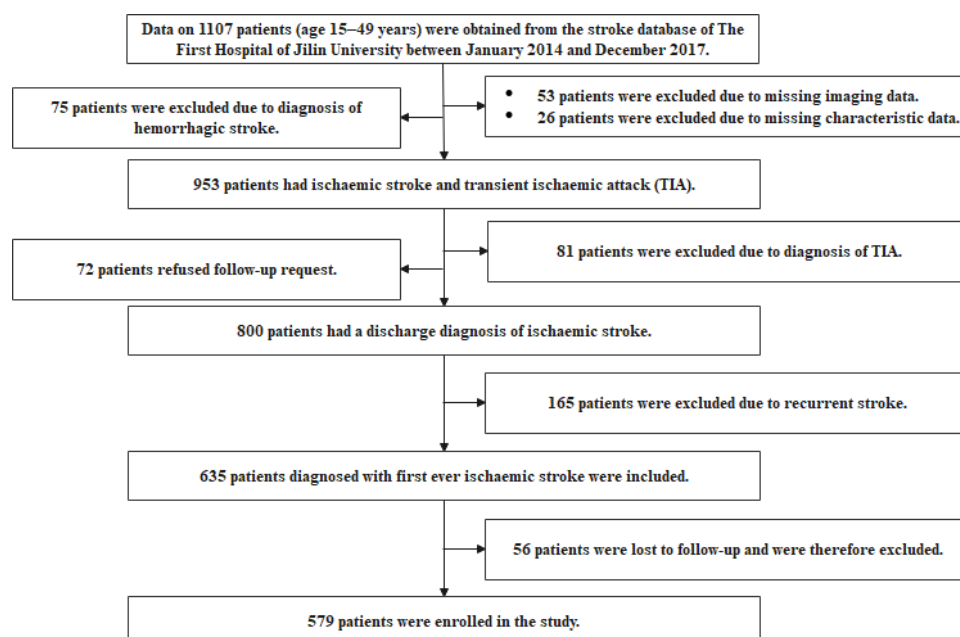 Data on 1107 patients (age 15–49 years) were obtained from the stroke database of The
First Hospital of Jilin University between January 2014 and December 2017.
75 patients were excluded due to diagnosis of
hemorrhagic stroke.
• 53 patients were excluded due to missing imaging data.
• 26 patients were excluded due to missing characteristic data.
953 patients had ischaemic stroke and transient ischaemic attack (TIA).
81 patients were excluded due to diagnosis of TIA.
72 patients refused follow-up request.
800 patients had a discharge diagnosis of ischaemic stroke.
165 patients were excluded due to recurrent stroke.
635 patients diagnosed with first ever ischaemic stroke were included.
56 patients were lost to follow-up and were therefore excluded.
579 patients were enrolled in the study.